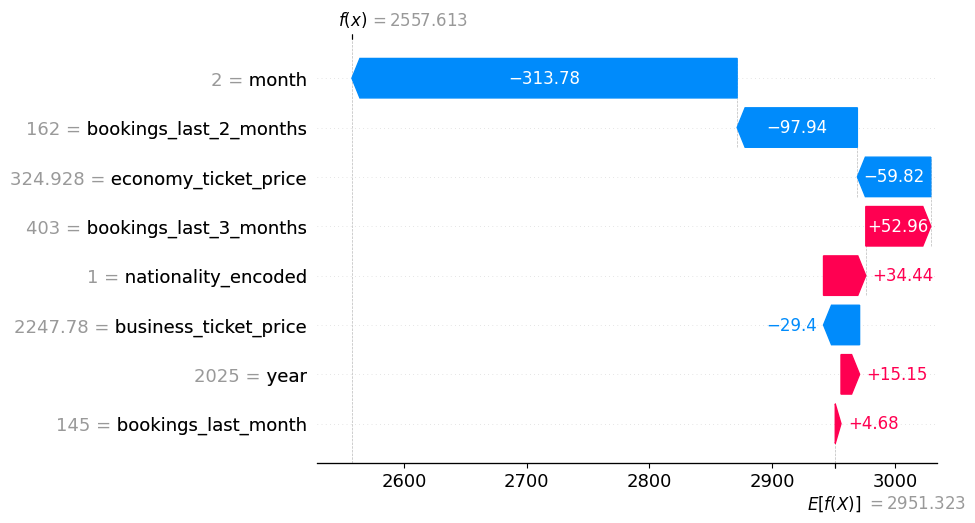 f(x) = 2557.613
2 = month
−313.78
162 = bookings_last_2_months
−97.94
324.928 = economy_ticket_price
−59.82
403 = bookings_last_3_months
+52.96
1 = nationality_encoded
+34.44
2247.78 = business_ticket_price
−29.4
2025 = year
+15.15
145 = bookings_last_month
+4.68
2600 2700 2800 2900 3000
E[f(X)] = 2951.323